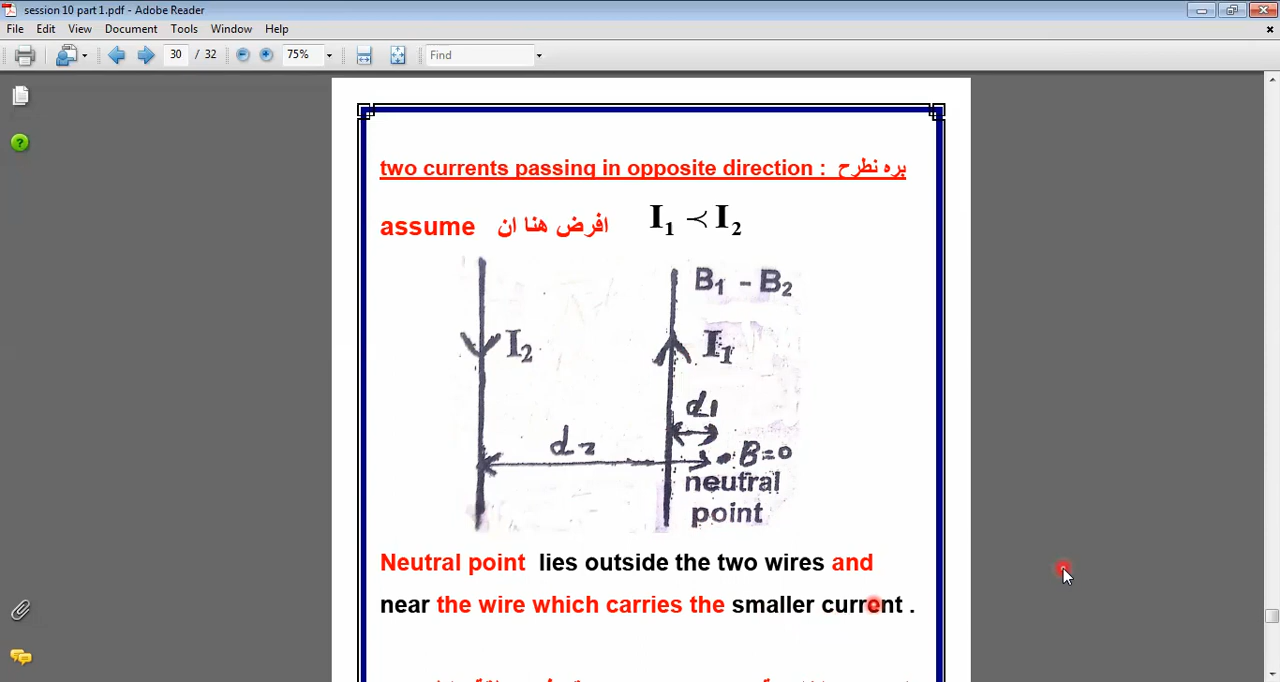 session 10 part 1.pdf - Adobe Reader
File Edit View Document Tools Window Help
30 / 32 75% Find
two currents passing in opposite direction : بره نطرح
assume افرض هنا ان I₁ ≺ I₂
B₁ - B₂
I₂ I₁
d1
d2
B=0
neutral
point
Neutral point lies outside the two wires and
near the wire which carries the smaller current .